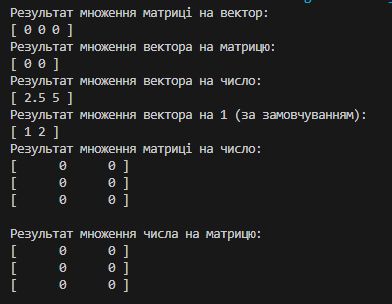 Результат множення матриці на вектор:
[ 0 0 0 ]
Результат множення вектора на матрицю:
[ 0 0 ]
Результат множення вектора на число:
[ 2.5 5 ]
Результат множення вектора на 1 (за замовчуванням):
[ 1 2 ]
Результат множення матриці на число:
[      0      0 ]
[      0      0 ]
[      0      0 ]
Результат множення числа на матрицю:
[      0      0 ]
[      0      0 ]
[      0      0 ]